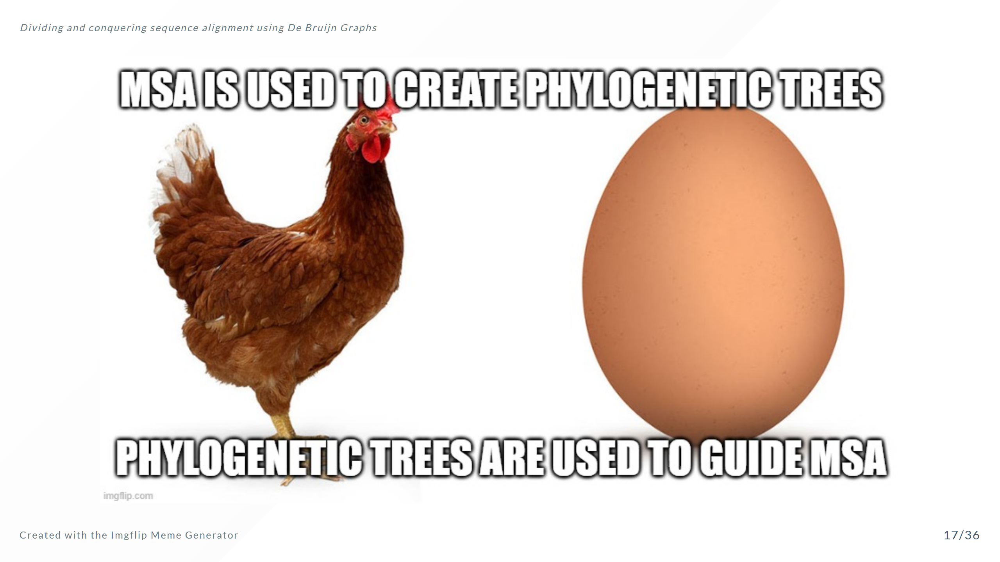 Dividing and conquering sequence alignment using De Bruijn Graphs
MSA IS USED TO CREATE PHYLOGENETIC TREES
PHYLOGENETIC TREES ARE USED TO GUIDE MSA
imgflip.com
Created with the Imgflip Meme Generator
17/36